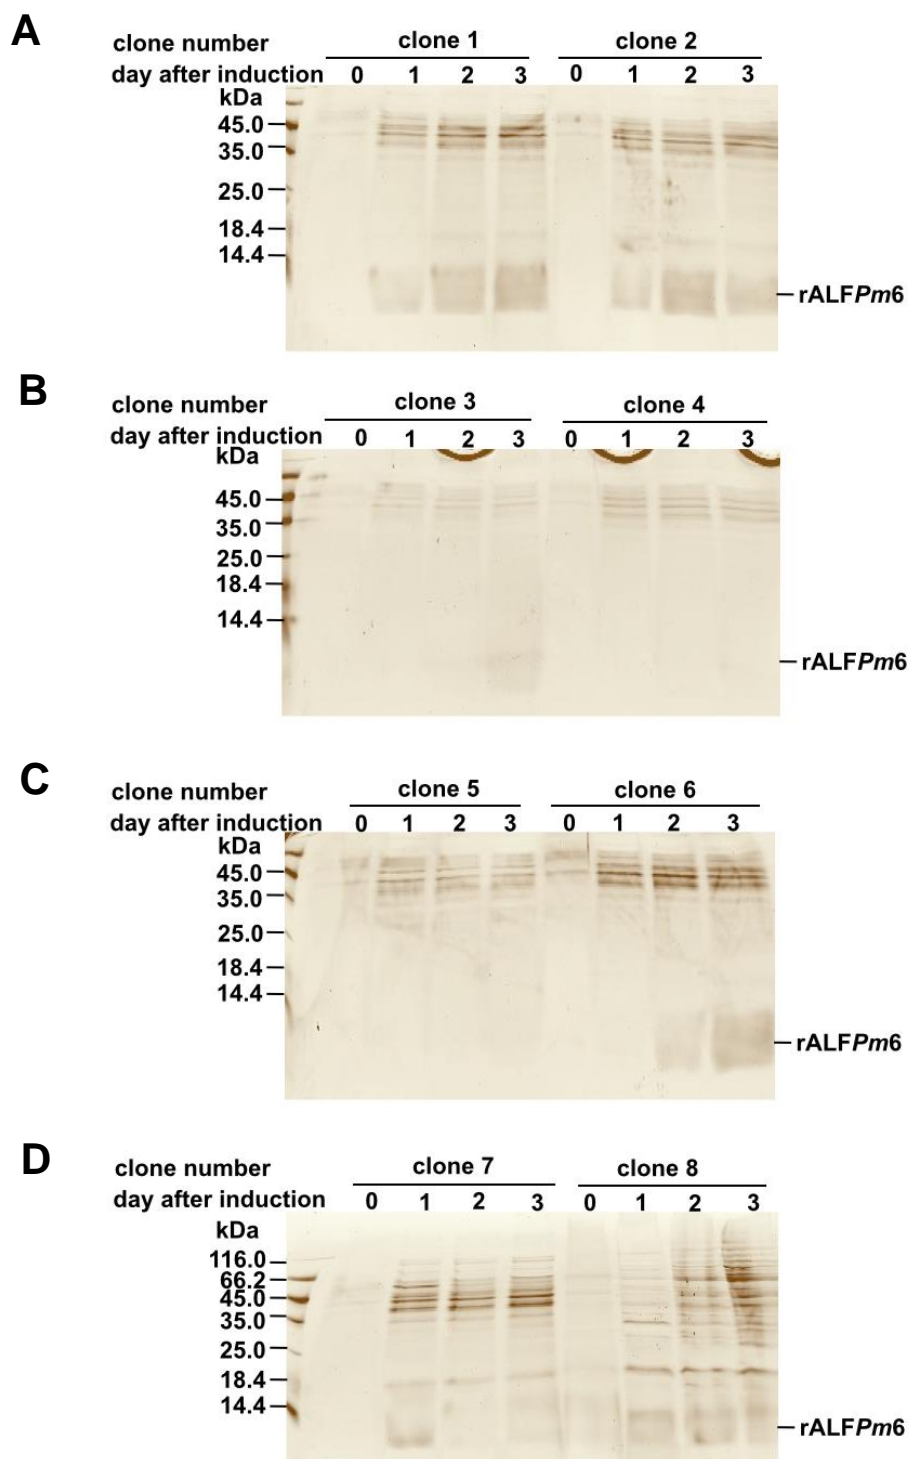 A
clone number clone 1 clone 2
day after induction 0 1 2 3 0 1 2 3
kDa
45.0
35.0
25.0
18.4
14.4
rALFPm6
B
clone number clone 3 clone 4
day after induction 0 1 2 3 0 1 2 3
kDa
45.0
35.0
25.0
18.4
14.4
rALFPm6
C
clone number clone 5 clone 6
day after induction 0 1 2 3 0 1 2 3
kDa
45.0
35.0
25.0
18.4
14.4
rALFPm6
D
clone number clone 7 clone 8
day after induction 0 1 2 3 0 1 2 3
kDa
116.0
66.2
45.0
35.0
25.0
18.4
14.4
rALFPm6